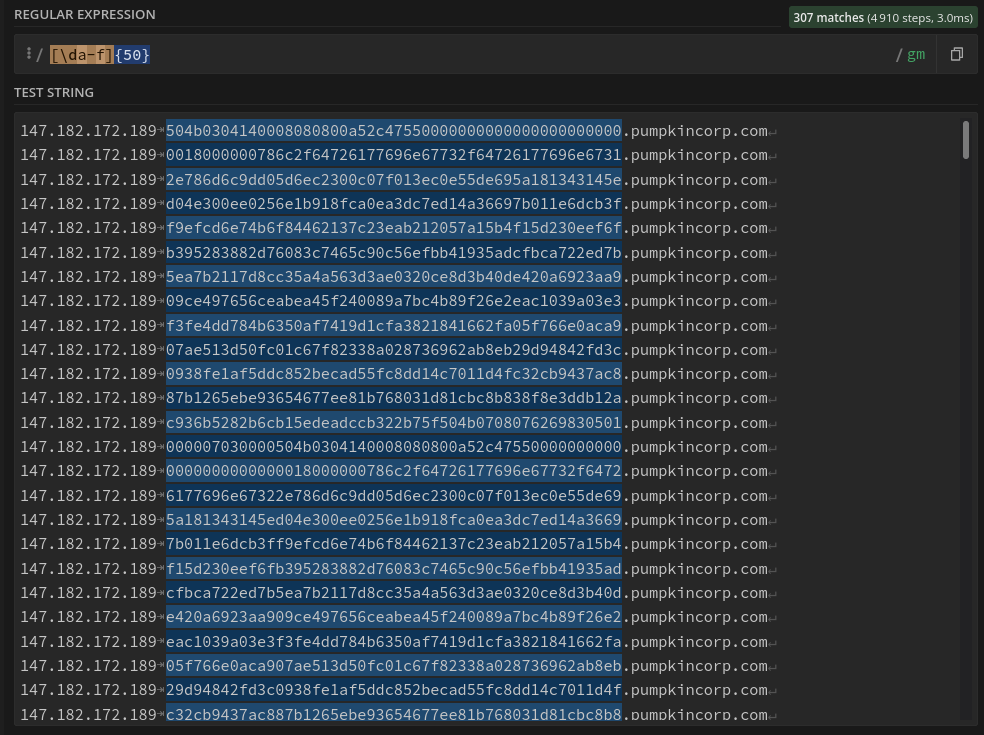 REGULAR EXPRESSION
307 matches (4 910 steps, 3.0ms)
/ [\da-f]{50} / gm
TEST STRING
147.182.172.189→504b0304140008080800a52c475500000000000000000000000.pumpkincorp.com↵
147.182.172.189→0018000000786c2f64726177696e67732f64726177696e6731.pumpkincorp.com↵
147.182.172.189→2e786d6c9dd05d6ec2300c07f013ec0e55de695a181343145e.pumpkincorp.com↵
147.182.172.189→d04e300ee0256e1b918fca0ea3dc7ed14a36697b011e6dcb3f.pumpkincorp.com↵
147.182.172.189→f9efcd6e74b6f84462137c23eab212057a15b4f15d230eef6f.pumpkincorp.com↵
147.182.172.189→b395283882d76083c7465c90c56efbb41935adcfbca722ed7b.pumpkincorp.com↵
147.182.172.189→5ea7b2117d8cc35a4a563d3ae0320ce8d3b40de420a6923aa9.pumpkincorp.com↵
147.182.172.189→09ce497656ceabea45f240089a7bc4b89f26e2eac1039a03e3.pumpkincorp.com↵
147.182.172.189→f3fe4dd784b6350af7419d1cfa3821841662fa05f766e0aca9.pumpkincorp.com↵
147.182.172.189→07ae513d50fc01c67f82338a028736962ab8eb29d94842fd3c.pumpkincorp.com↵
147.182.172.189→0938fe1af5ddc852becad55fc8dd14c7011d4fc32cb9437ac8.pumpkincorp.com↵
147.182.172.189→87b1265ebe93654677ee81b768031d81cbc8b838f8e3ddb12a.pumpkincorp.com↵
147.182.172.189→c936b5282b6cb15edeadccb322b75f504b0708076269830501.pumpkincorp.com↵
147.182.172.189→000007030000504b0304140008080800a52c47550000000000.pumpkincorp.com↵
147.182.172.189→00000000000000018000000786c2f64726177696e67732f6472.pumpkincorp.com↵
147.182.172.189→6177696e67322e786d6c9dd05d6ec2300c07f013ec0e55de69.pumpkincorp.com↵
147.182.172.189→5a181343145ed04e300ee0256e1b918fca0ea3dc7ed14a3669.pumpkincorp.com↵
147.182.172.189→7b011e6dcb3ff9efcd6e74b6f84462137c23eab212057a15b4.pumpkincorp.com↵
147.182.172.189→f15d230eef6fb395283882d76083c7465c90c56efbb41935ad.pumpkincorp.com↵
147.182.172.189→cfbca722ed7b5ea7b2117d8cc35a4a563d3ae0320ce8d3b40d.pumpkincorp.com↵
147.182.172.189→e420a6923aa909ce497656ceabea45f240089a7bc4b89f26e2.pumpkincorp.com↵
147.182.172.189→eac1039a03e3f3fe4dd784b6350af7419d1cfa3821841662fa.pumpkincorp.com↵
147.182.172.189→05f766e0aca907ae513d50fc01c67f82338a028736962ab8eb.pumpkincorp.com↵
147.182.172.189→29d94842fd3c0938fe1af5ddc852becad55fc8dd14c7011d4f.pumpkincorp.com↵
147.182.172.189→c32cb9437ac887b1265ebe93654677ee81b768031d81cbc8b8.pumpkincorp.com↵